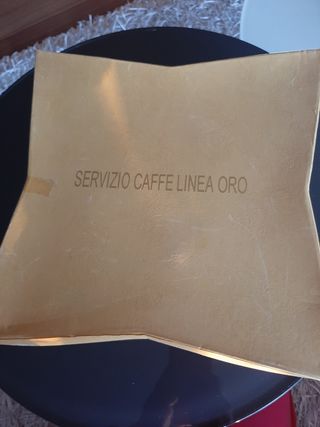 SERVIZIO CAFFE LINEA ORO